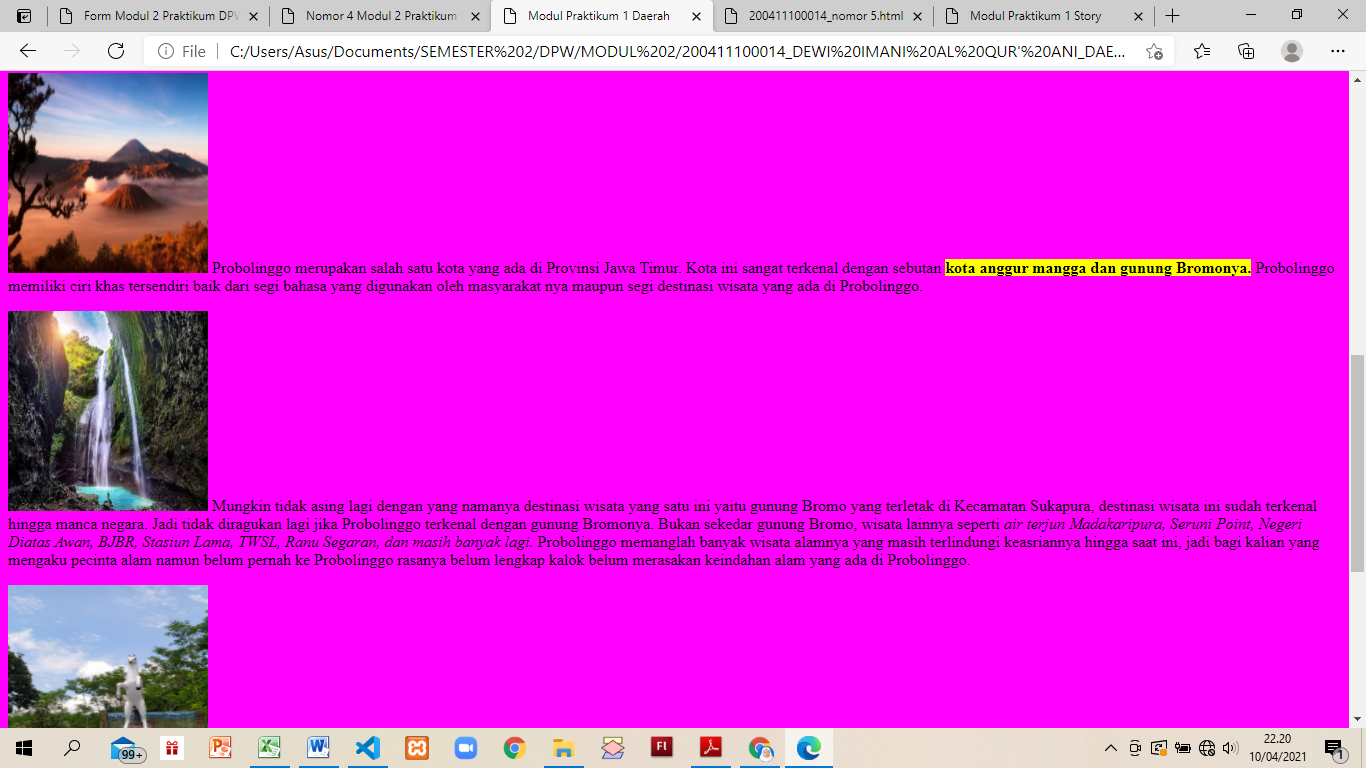 Form Modul 2 Praktikum DPW
Nomor 4 Modul 2 Praktikum
Modul Praktikum 1 Daerah
200411100014_nomor 5.html
Modul Praktikum 1 Story
File
C:/Users/Asus/Documents/SEMESTER%202/DPW/MODUL%202/200411100014_DEWI%20IMANI%20AL%20QUR'%20ANI_DAE...
Probolinggo merupakan salah satu kota yang ada di Provinsi Jawa Timur. Kota ini sangat terkenal dengan sebutan kota anggur mangga dan gunung Bromonya. Probolinggo
memiliki ciri khas tersendiri baik dari segi bahasa yang digunakan oleh masyarakat nya maupun segi destinasi wisata yang ada di Probolinggo.
Mungkin tidak asing lagi dengan yang namanya destinasi wisata yang satu ini yaitu gunung Bromo yang terletak di Kecamatan Sukapura, destinasi wisata ini sudah terkenal
hingga manca negara. Jadi tidak diragukan lagi jika Probolinggo terkenal dengan gunung Bromonya. Bukan sekedar gunung Bromo, wisata lainnya seperti air terjun Madakaripura, Seruni Point, Negeri
Diatas Awan, BJBR, Stasiun Lama, TWSL, Ranu Segaran, dan masih banyak lagi. Probolinggo memanglah banyak wisata alamnya yang masih terlindungi keasriannya hingga saat ini, jadi bagi kalian yang
mengaku pecinta alam namun belum pernah ke Probolinggo rasanya belum lengkap kalok belum merasakan keindahan alam yang ada di Probolinggo.
99+
Fl
22.20
10/04/2021
1